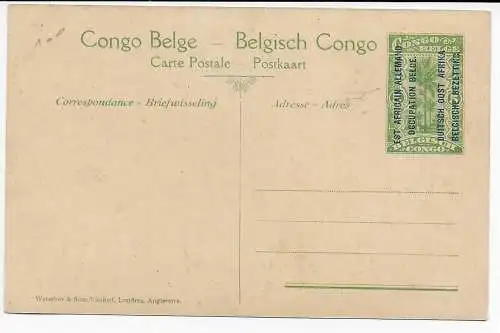 Congo Belge — Belgisch Congo
Carte Postale - Postkaart
Correspondance - Briefwisseling
Adresse - Adres
CONGO
BELGE
EST AFRICAIN ALLEMAND
OCCUPATION BELGE.
DUITSCH OOST AFRIKA
BELGISCHE BEZETTING.
BELGISCH
CONGO
Waterlow & Sons Limited, Londres, Angleterre.